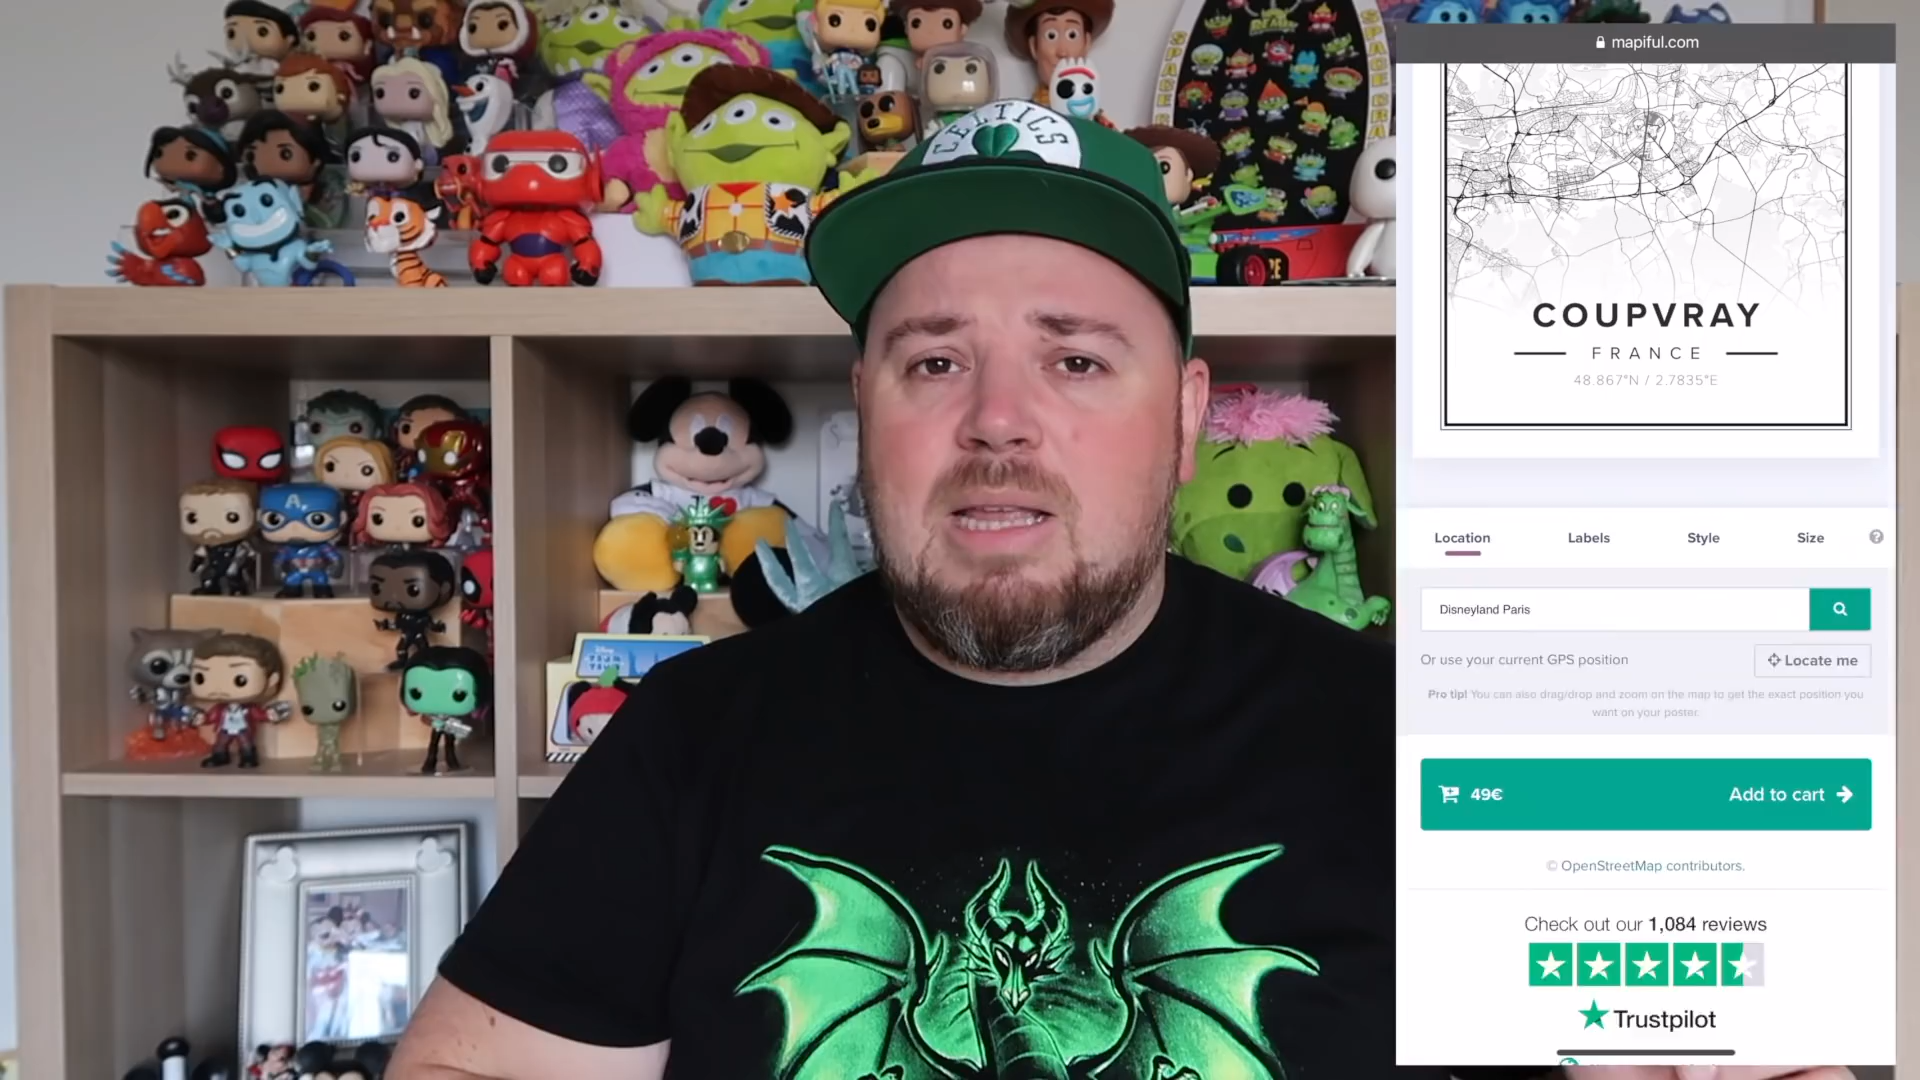 CELTICS
SPACE
mapiful.com
COUPVRAY
FRANCE
48.867°N / 2.7835°E
Location
Labels
Style
Size
?
Disneyland Paris
Or use your current GPS position
Locate me
Pro tip! You can also drag/drop and zoom on the map to get the exact position you
want on your poster.
49€
Add to cart
© OpenStreetMap contributors.
Check out our 1,084 reviews
Trustpilot
A
I